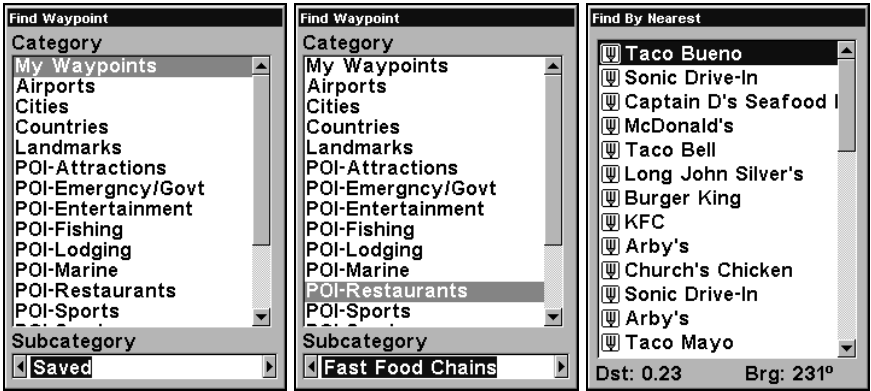 Find Waypoint
Category
My Waypoints
Airports
Cities
Countries
Landmarks
POI-Attractions
POI-Emergncy/Govt
POI-Entertainment
POI-Fishing
POI-Lodging
POI-Marine
POI-Restaurants
POI-Sports
Subcategory
Saved
Find Waypoint
Category
My Waypoints
Airports
Cities
Countries
Landmarks
POI-Attractions
POI-Emergncy/Govt
POI-Entertainment
POI-Fishing
POI-Lodging
POI-Marine
POI-Restaurants
POI-Sports
Subcategory
Fast Food Chains
Find By Nearest
Taco Bueno
Sonic Drive-In
Captain D's Seafood
McDonald's
Taco Bell
Long John Silver's
Burger King
KFC
Arby's
Church's Chicken
Sonic Drive-In
Arby's
Taco Mayo
Dst: 0.23 Brg: 231º